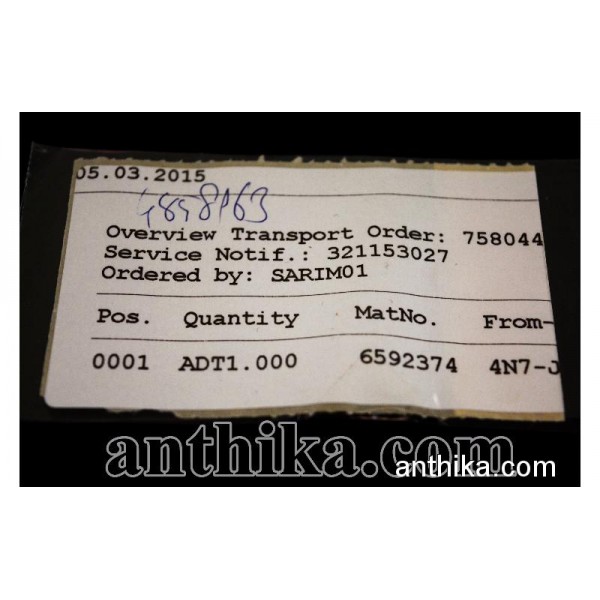 05.03.2015
4898163
Overview Transport Order: 758044
Service Notif.: 321153027
Ordered by: SARIM01
Pos. Quantity MatNo. From-
0001 ADT1.000 6592374 4N7-J
anthika.com
anthika.com